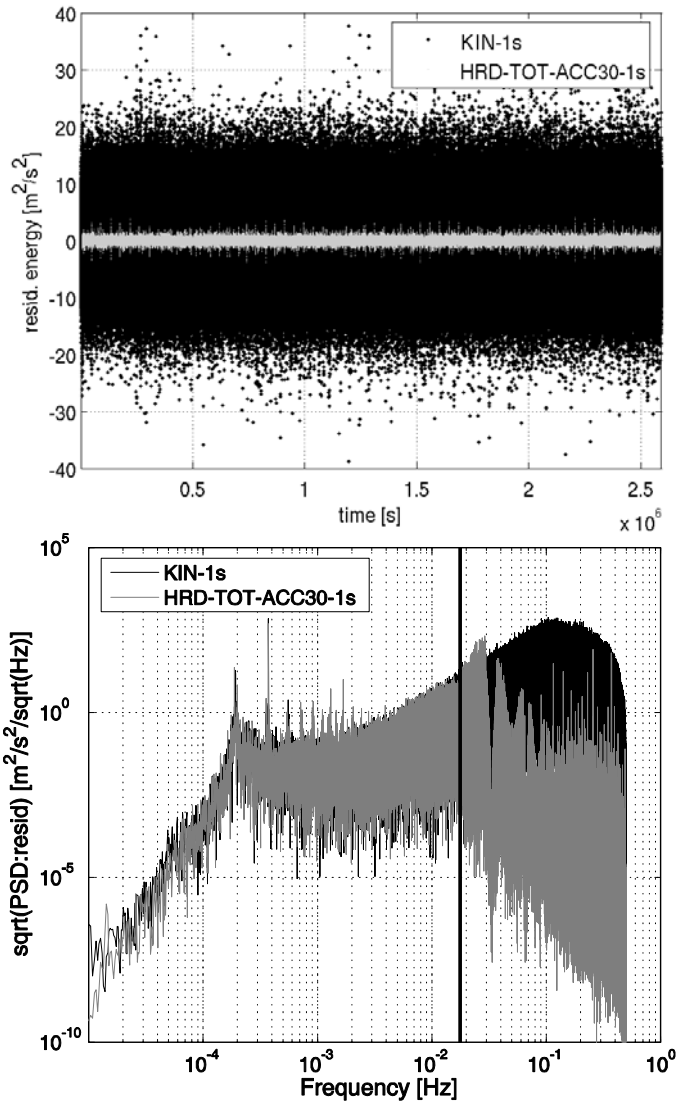 40
30
20
10
0
-10
-20
-30
-40
resid. energy [m²/s²]
KIN-1s
HRD-TOT-ACC30-1s
0.5 1 1.5 2 2.5
time [s]
x 10⁶
10⁵
10⁰
10⁻⁵
10⁻¹⁰
sqrt(PSD:resid) [m²/s²/sqrt(Hz)]
KIN-1s
HRD-TOT-ACC30-1s
10⁻⁴ 10⁻³ 10⁻² 10⁻¹ 10⁰
Frequency [Hz]